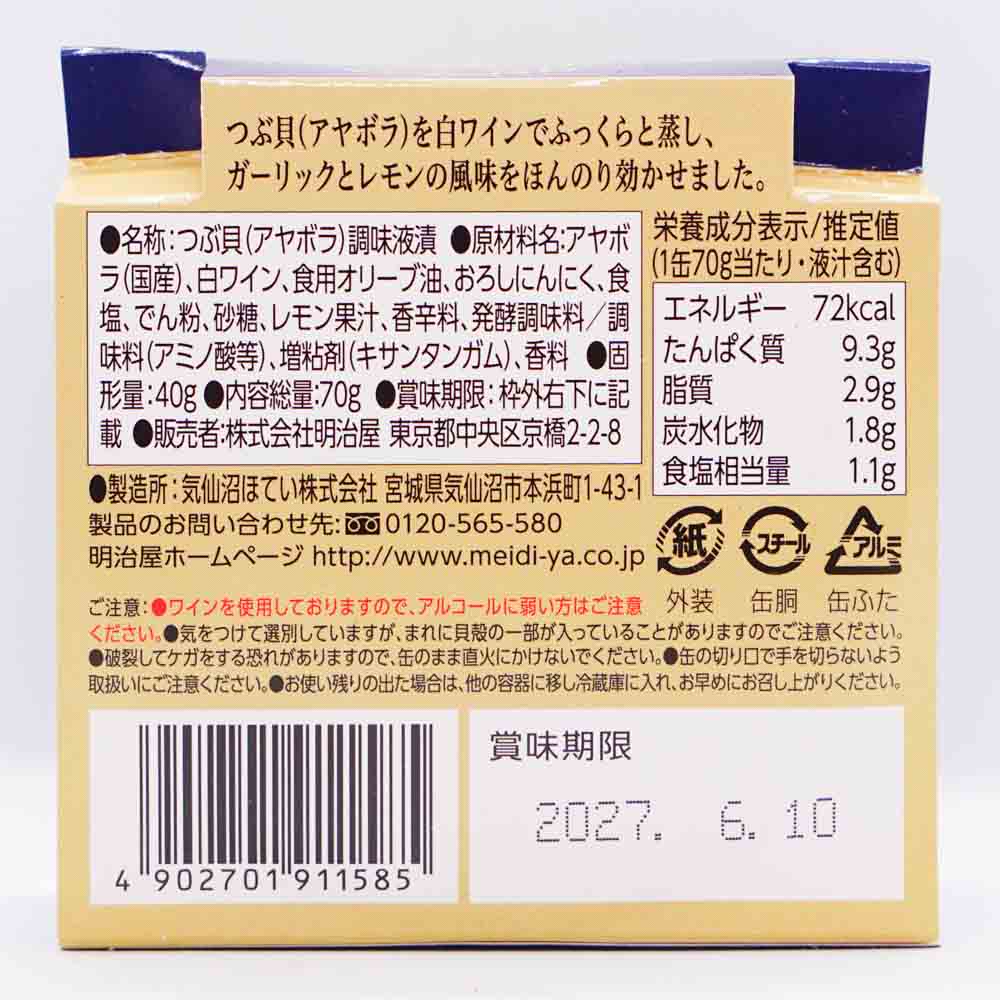 つぶ貝(アヤボラ)を白ワインでふっくらと蒸し、
ガーリックとレモンの風味をほんのり効かせました。
●名称:つぶ貝(アヤボラ)調味液漬 ●原材料名:アヤボ
ラ(国産)、白ワイン、食用オリーブ油、おろしにんにく、食
塩、でん粉、砂糖、レモン果汁、香辛料、発酵調味料/調
味料(アミノ酸等)、増粘剤(キサンタンガム)、香料 ●固
形量:40g ●内容総量:70g ●賞味期限:枠外右下に記
載 ●販売者:株式会社明治屋 東京都中央区京橋2-2-8
●製造所:気仙沼ほてい株式会社 宮城県気仙沼市本浜町1-43-1
製品のお問い合わせ先:0120-565-580
明治屋ホームページ http://www.meidi-ya.co.jp
栄養成分表示/推定値
(1缶70g当たり・液汁含む)
エネルギー 72kcal
たんぱく質 9.3g
脂質 2.9g
炭水化物 1.8g
食塩相当量 1.1g
紙 スチール アルミ
外装 缶胴 缶ふた
ご注意:●ワインを使用しておりますので、アルコールに弱い方はご注意
ください。●気をつけて選別していますが、まれに貝殻の一部が入っていることがありますのでご注意ください。
●破裂してケガをする恐れがありますので、缶のまま直火にかけないでください。●缶の切り口で手を切らないよう
取扱いにご注意ください。●お使い残りの出た場合は、他の容器に移し冷蔵庫に入れ、お早めにお召し上がりください。
4 902701 911585
賞味期限
2027. 6. 10